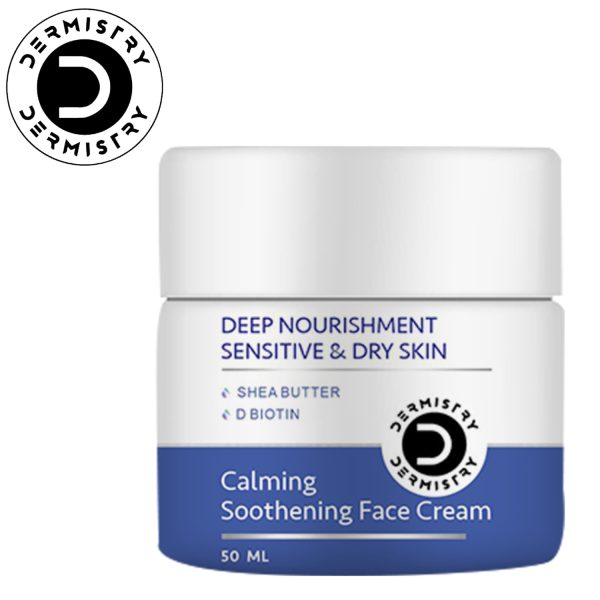 DERMISTRY
DERMISTRY
DEEP NOURISHMENT
SENSITIVE & DRY SKIN
SHEA BUTTER
D BIOTIN
DERMISTRY
DERMISTRY
Calming
Soothening Face Cream
50 ML